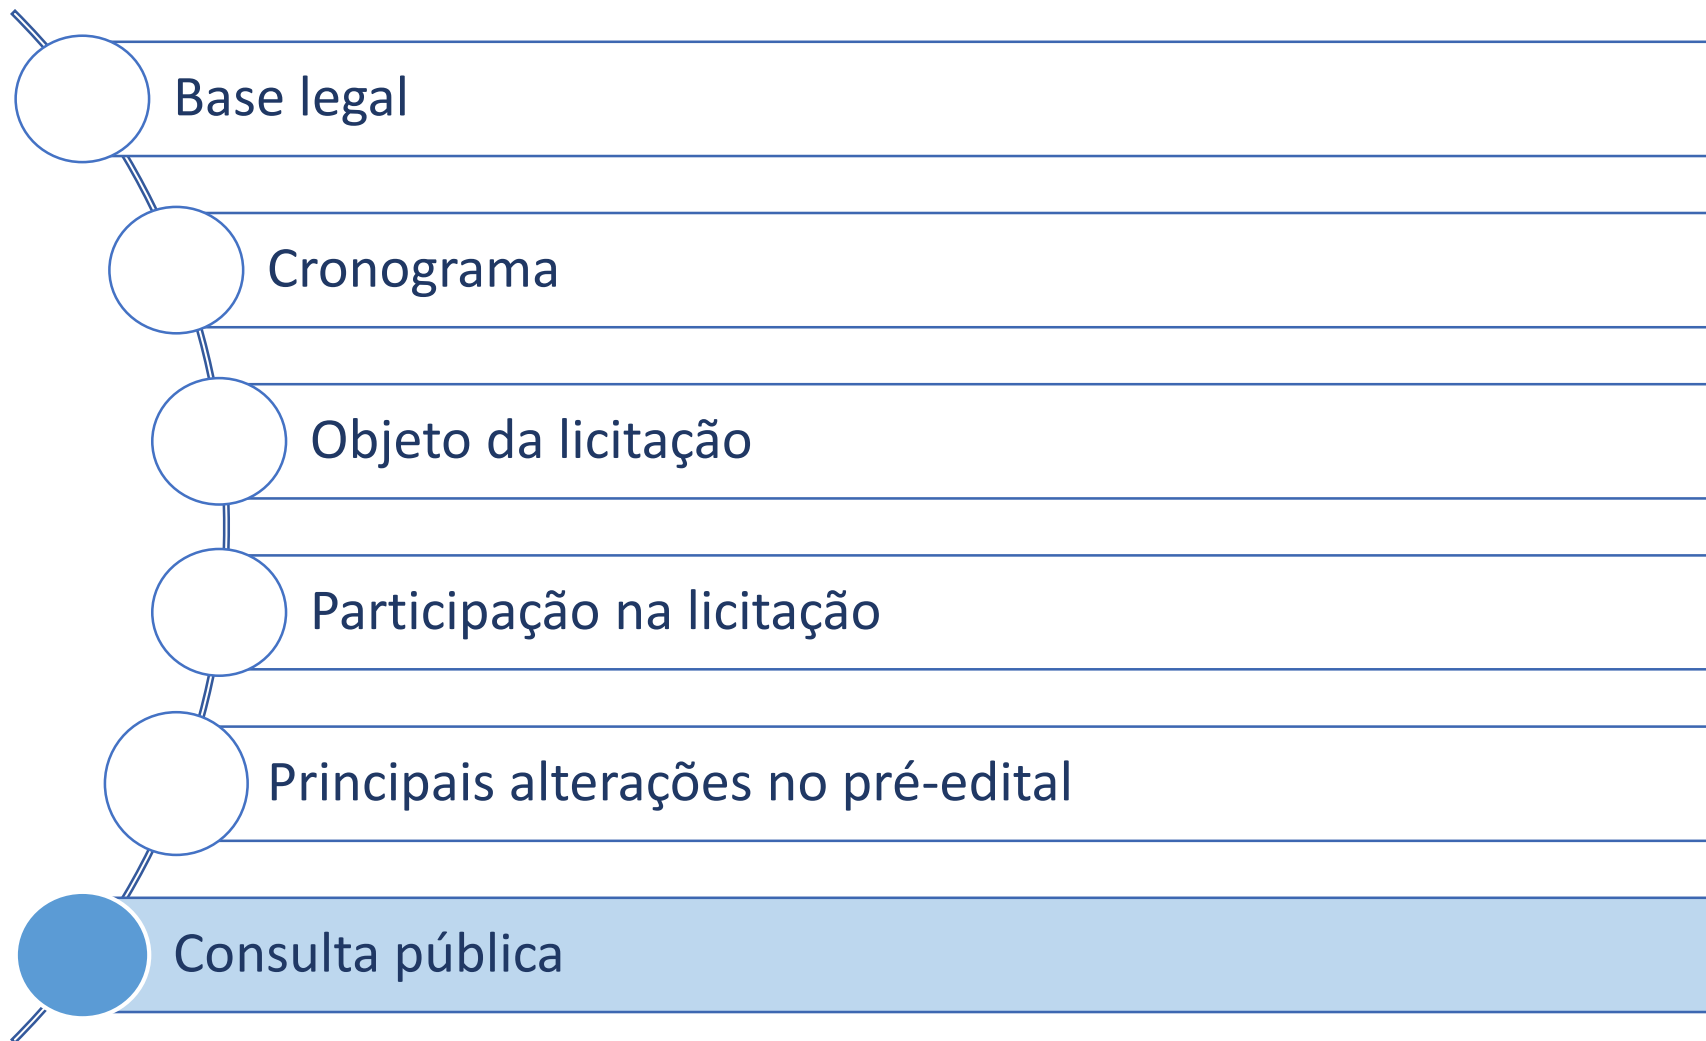 Base legal
Cronograma
Objeto da licitação
Participação na licitação
Principais alterações no pré-edital
Consulta pública